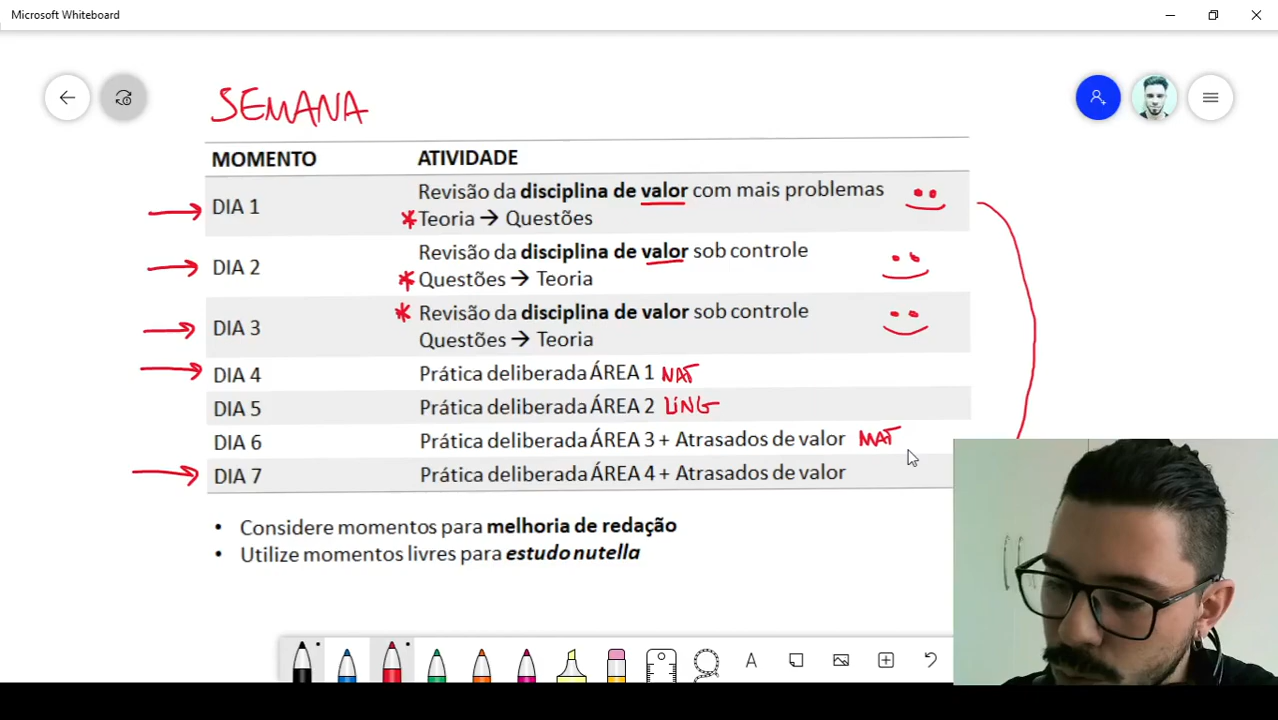 Microsoft Whiteboard
SEMANA
MOMENTO ATIVIDADE
DIA 1 Revisão da disciplina de valor com mais problemas
Teoria → Questões
DIA 2 Revisão da disciplina de valor sob controle
Questões → Teoria
DIA 3 Revisão da disciplina de valor sob controle
Questões → Teoria
DIA 4 Prática deliberada ÁREA 1 NAT
DIA 5 Prática deliberada ÁREA 2 LING
DIA 6 Prática deliberada ÁREA 3 + Atrasados de valor MAT
DIA 7 Prática deliberada ÁREA 4 + Atrasados de valor
• Considere momentos para melhoria de redação
• Utilize momentos livres para estudo nutella